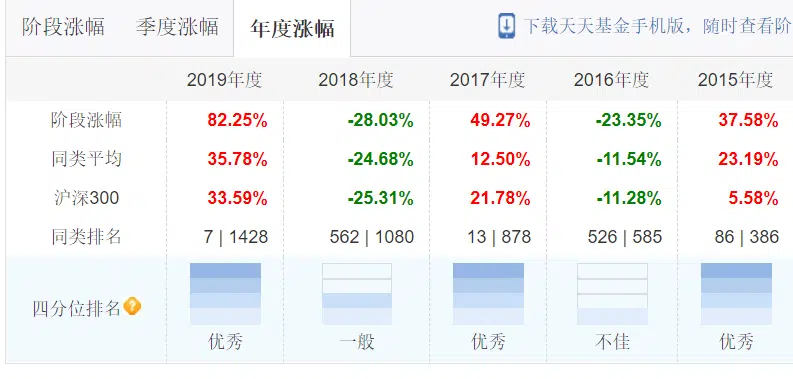 阶段涨幅 季度涨幅 年度涨幅 下载天天基金手机版，随时查看阶
2019年度 2018年度 2017年度 2016年度 2015年度
阶段涨幅 82.25% -28.03% 49.27% -23.35% 37.58%
同类平均 35.78% -24.68% 12.50% -11.54% 23.19%
沪深300 33.59% -25.31% 21.78% -11.28% 5.58%
同类排名 7 | 1428 562 | 1080 13 | 878 526 | 585 86 | 386
四分位排名? 优秀 一般 优秀 不佳 优秀